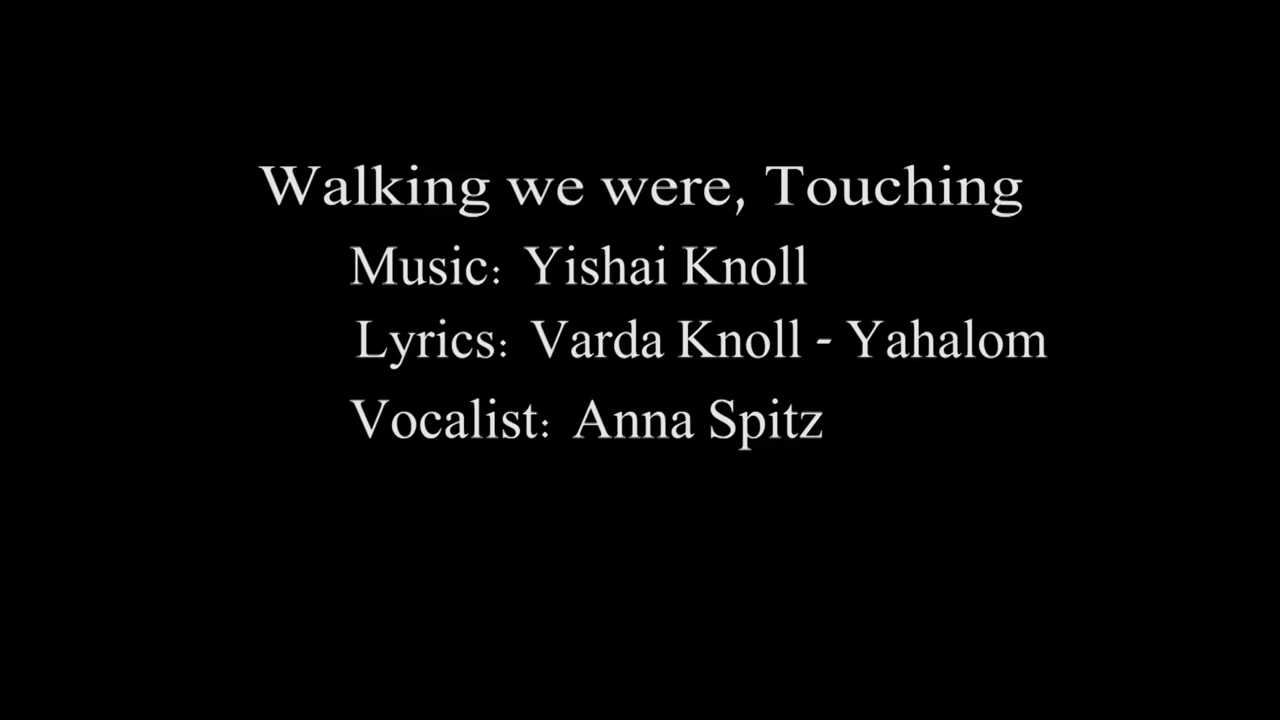 Walking we were, Touching
Music: Yishai Knoll
Lyrics: Varda Knoll - Yahalom
Vocalist: Anna Spitz